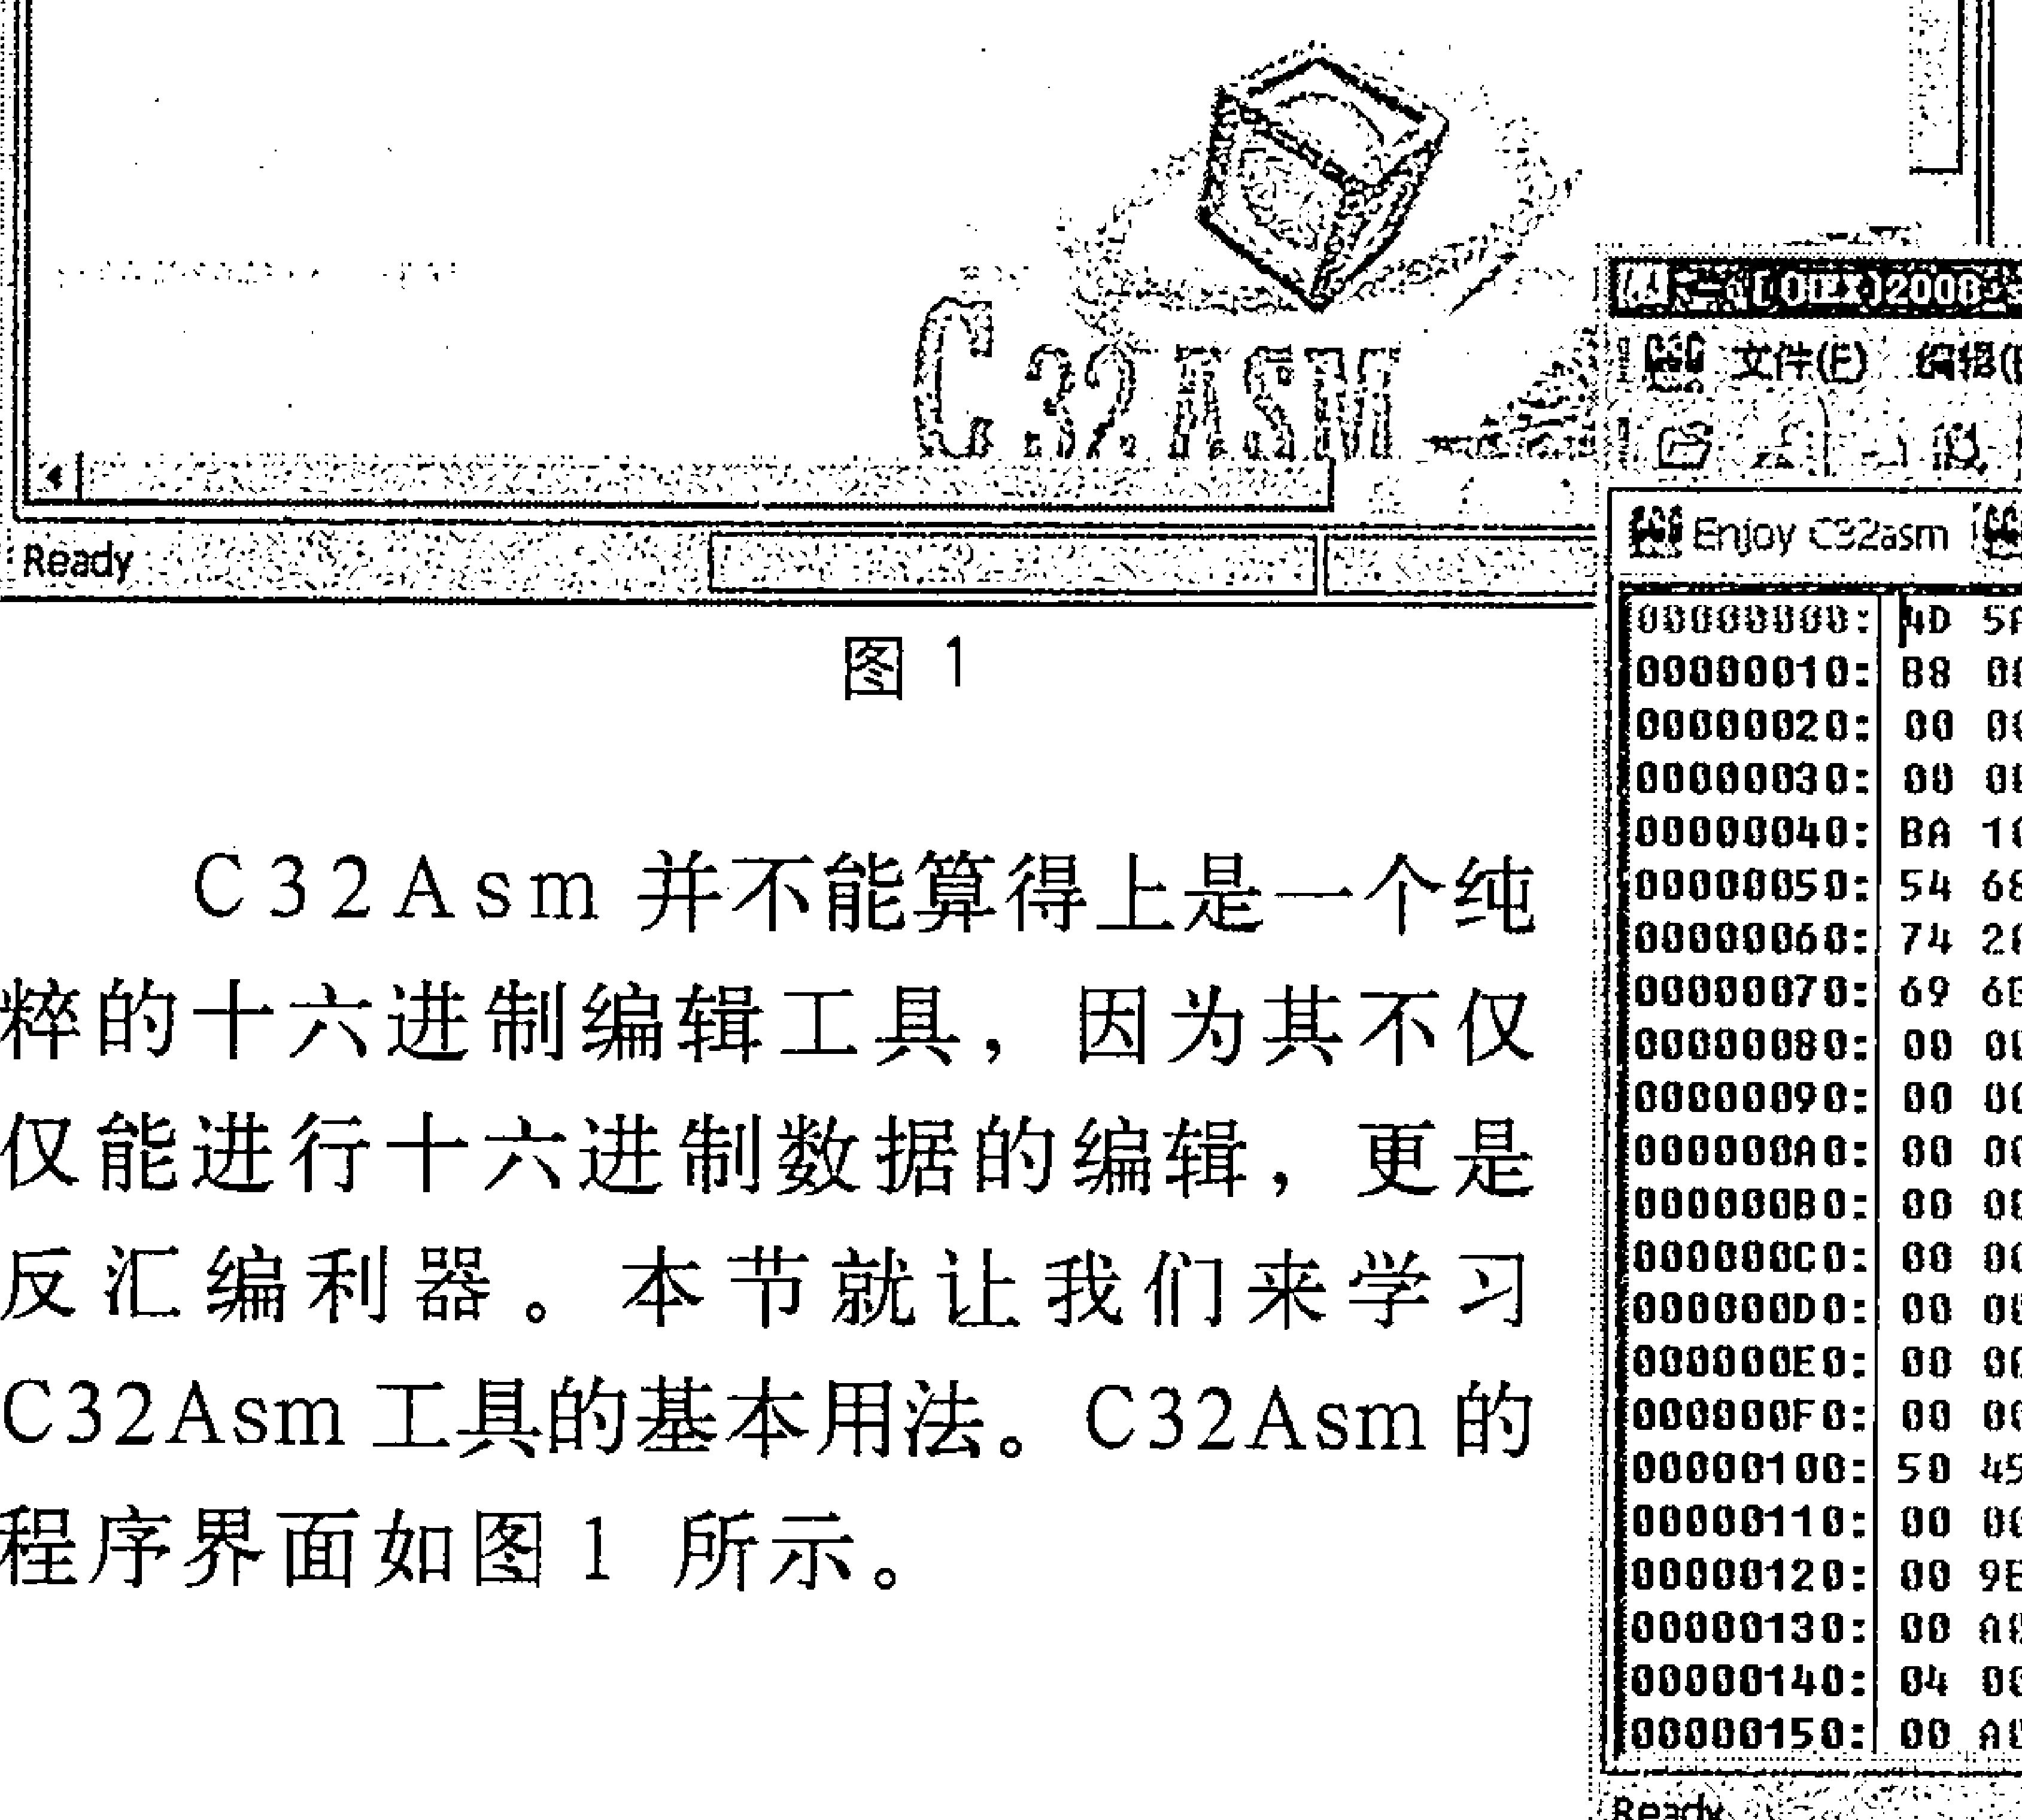 C32ASM
Ready
图 1
C32Asm 并不能算得上是一个纯
粹的十六进制编辑工具，因为其不仅
仅能进行十六进制数据的编辑，更是
反汇编利器。本节就让我们来学习
C32Asm 工具的基本用法。C32Asm 的
程序界面如图 1 所示。
文件(F) 编辑(
Enjoy C32asm
00000000: 4D
00000010: B8
00000020: 00
00000030: 00
00000040: BA
00000050: 54
00000060: 74
00000070: 69
00000080: 00
00000090: 00
000000A0: 00
000000B0: 00
000000C0: 00
000000D0: 00
000000E0: 00
000000F0: 00
00000100: 50
00000110: 00
00000120: 00
00000130: 00
00000140: 04
00000150: 00
Ready